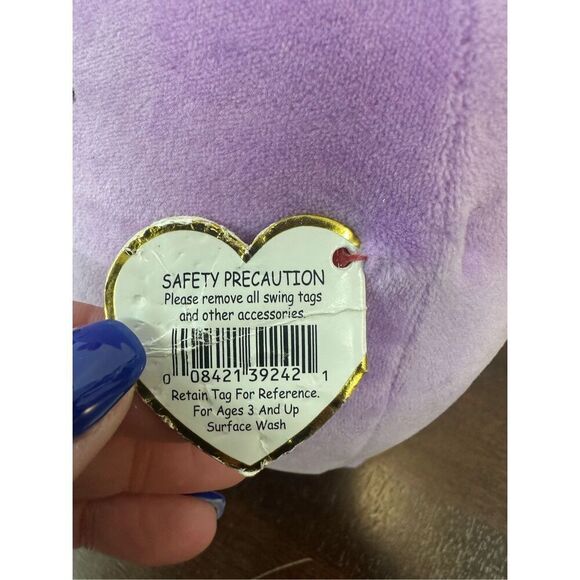 SAFETY PRECAUTION
Please remove all swing tags
and other accessories.
0 08421 39242 1
Retain Tag For Reference.
For Ages 3 And Up
Surface Wash